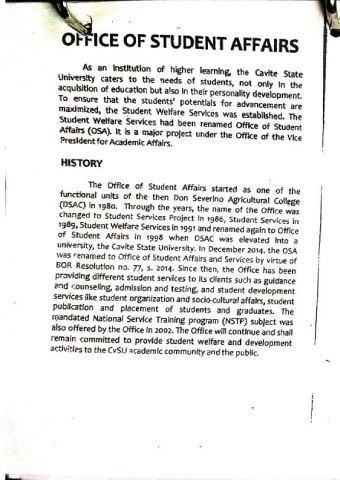 OFFICE OF STUDENT AFFAIRS
As an institution of higher learning, the Cavite State
University caters to the needs of students, not only in the
acquisition of education but also in their personality development.
To ensure that the students' potentials for advancement are
maximized, the Student Welfare Services was established. The
Student Welfare Services had been renamed Office of Student
Affairs (OSA). It is a major project under the Office of the Vice
President for Academic Affairs.
HISTORY
The Office of Student Affairs started as one of the
functional units of the then Don Severino Agricultural College
(DSAC) in 1980. Through the years, the name of the Office was
changed to Student Services Project in 1986, Student Services in
1989, Student Welfare Services in 1991 and renamed again to Office
of Student Affairs in 1998 when DSAC was elevated into a
university, the Cavite State University. In December 2014, the OSA
was renamed to Office of Student Affairs and Services by virtue of
BOR Resolution no. 77, s. 2014. Since then, the Office has been
providing different student services to its clients such as guidance
and counseling, admission and testing, and student development
services like student organization and socio-cultural affairs, student
publication and placement of students and graduates. The
mandated National Service Training program (NSTP) subject was
also offered by the Office in 2002. The Office will continue and shall
remain committed to provide student welfare and development
activities to the CvSU academic community and the public.